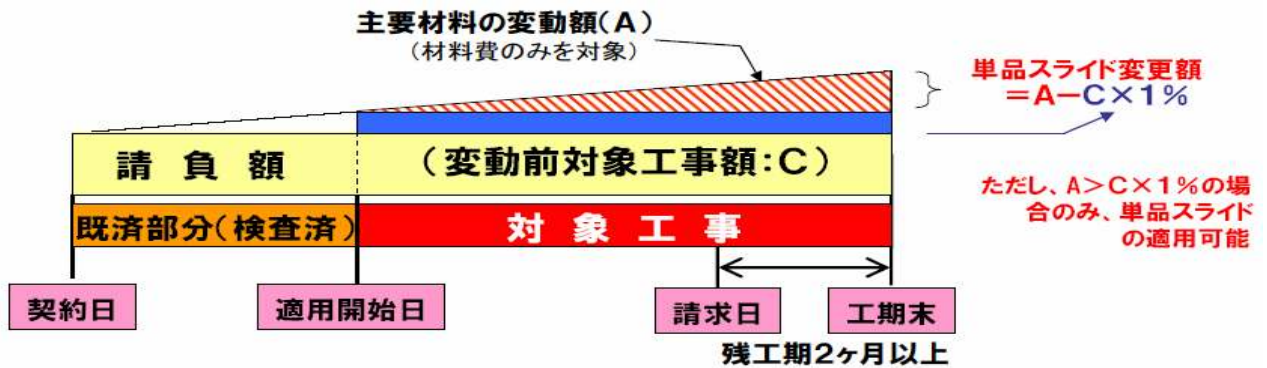 主要材料の変動額(A)
(材料費のみを対象)
単品スライド変更額
=A-C×1%
請負額
(変動前対象工事額:C)
ただし、A>C×1%の場
合のみ、単品スライド
の適用可能
既済部分(検査済)
対象工事
契約日
適用開始日
請求日
工期末
残工期2ヶ月以上